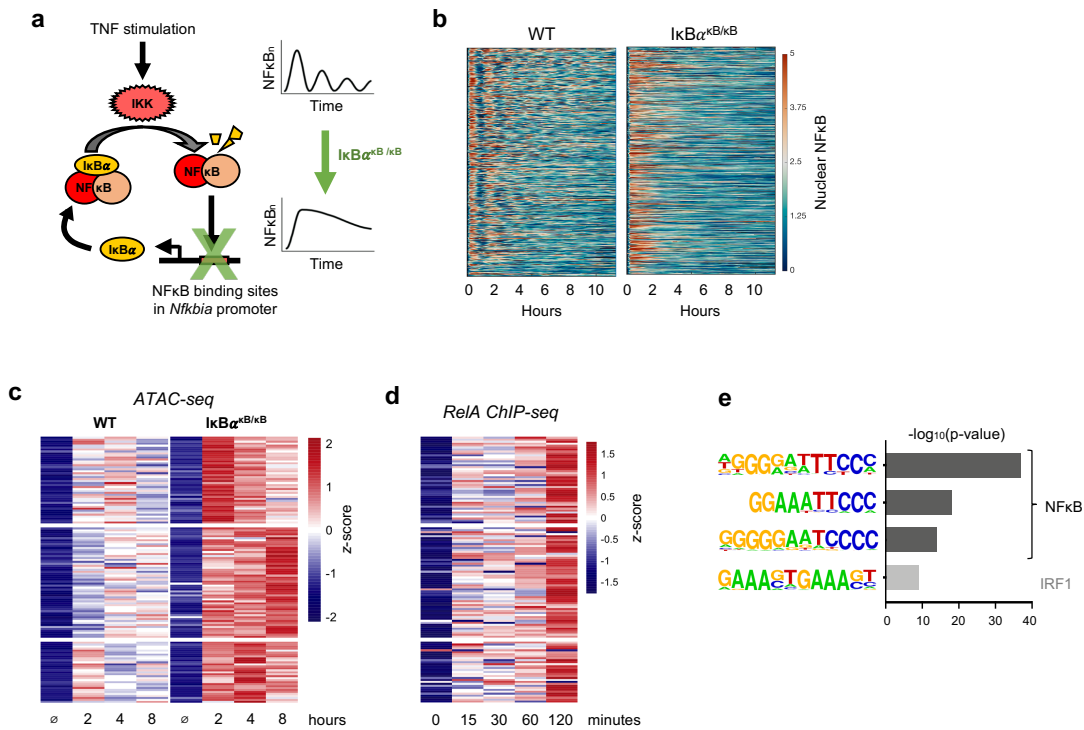 a
TNF stimulation
IKK
IκBα
NFκB
NFκB
IκBα
NFκB binding sites
in Nfkbia promoter
NFκBn
Time
IκBα^κB/κB
NFκBn
Time
b
WT
IκBα^κB/κB
0 2 4 6 8 10
Hours
0 2 4 6 8 10
Hours
5
3.75
2.5
1.25
0
Nuclear NFκB
c
ATAC-seq
WT
IκBα^κB/κB
2
1
0
-1
-2
z-score
ø 2 4 8 ø 2 4 8 hours
d
RelA ChIP-seq
1.5
1
0.5
0
-0.5
-1
-1.5
z-score
0 15 30 60 120 minutes
e
-log₁₀(p-value)
GGGGATTTCCC
GGAAATTCCC
GGGGGAATCCCC
GAAAGTGAAAGT
NFκB
IRF1
0 10 20 30 40